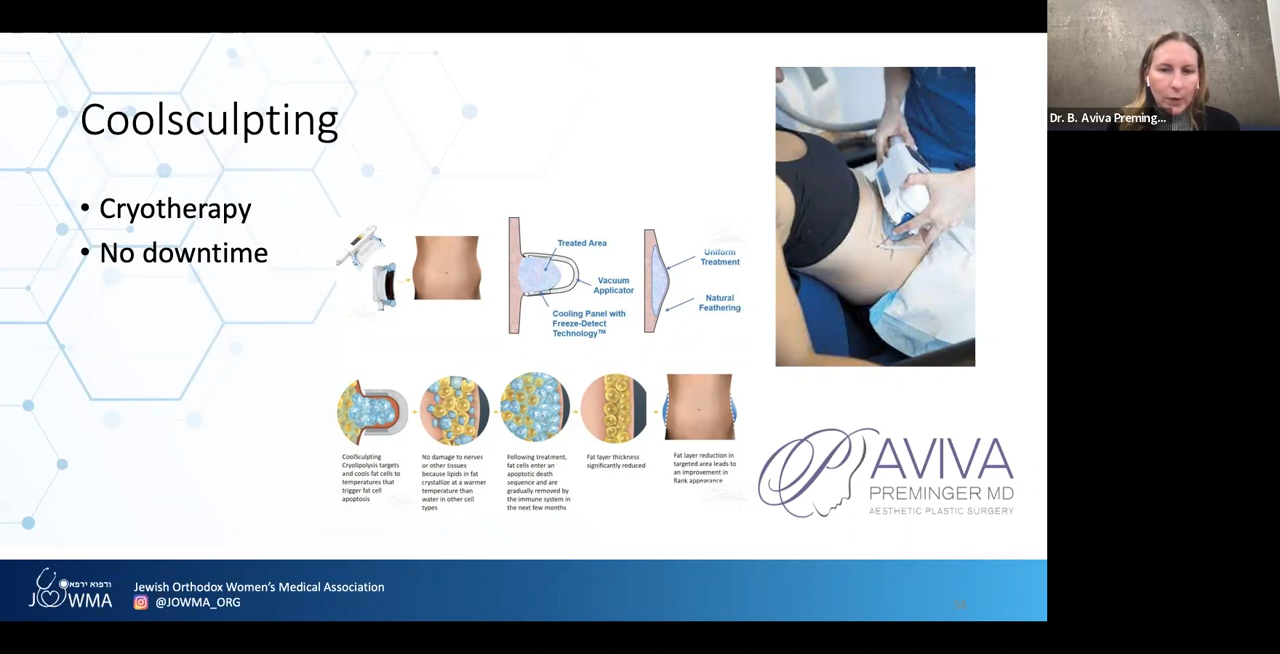 Coolsculpting
• Cryotherapy
• No downtime
Treated Area
Vacuum
Applicator
Cooling Panel with
Freeze-Detect
Technology™
Uniform
Treatment
Natural
Feathering
CoolSculpting
Cryolipolysis targets
and cools fat cells to
temperatures that
trigger fat cell
apoptosis
No damage to nerves
or other tissues
because lipids in fat
crystallize at a warmer
temperature than
water in other cell
types
Following treatment,
fat cells enter an
apoptotic death
sequence and are
gradually removed by
the immune system in
the next few months
Fat layer thickness
significantly reduced
Fat layer reduction in
targeted area leads to
an improvement in
flank appearance
AVIVA
PREMINGER MD
AESTHETIC PLASTIC SURGERY
ורפוא ירפא
JOWMA
Jewish Orthodox Women's Medical Association
@JOWMA_ORG
Dr. B. Aviva Preming...